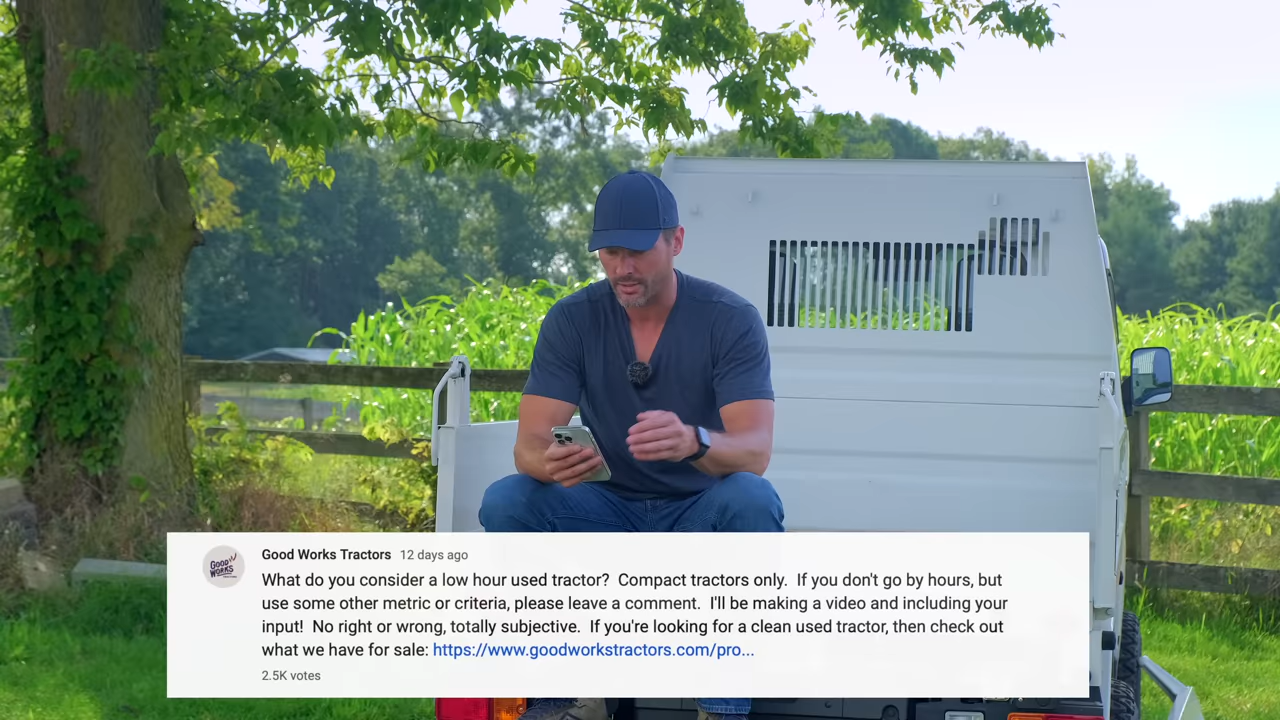 Good Works Tractors 12 days ago
What do you consider a low hour used tractor?  Compact tractors only.  If you don't go by hours, but
use some other metric or criteria, please leave a comment.  I'll be making a video and including your
input!  No right or wrong, totally subjective.  If you're looking for a clean used tractor, then check out
what we have for sale: https://www.goodworkstractors.com/pro...
2.5K votes
GOOD
WORKS